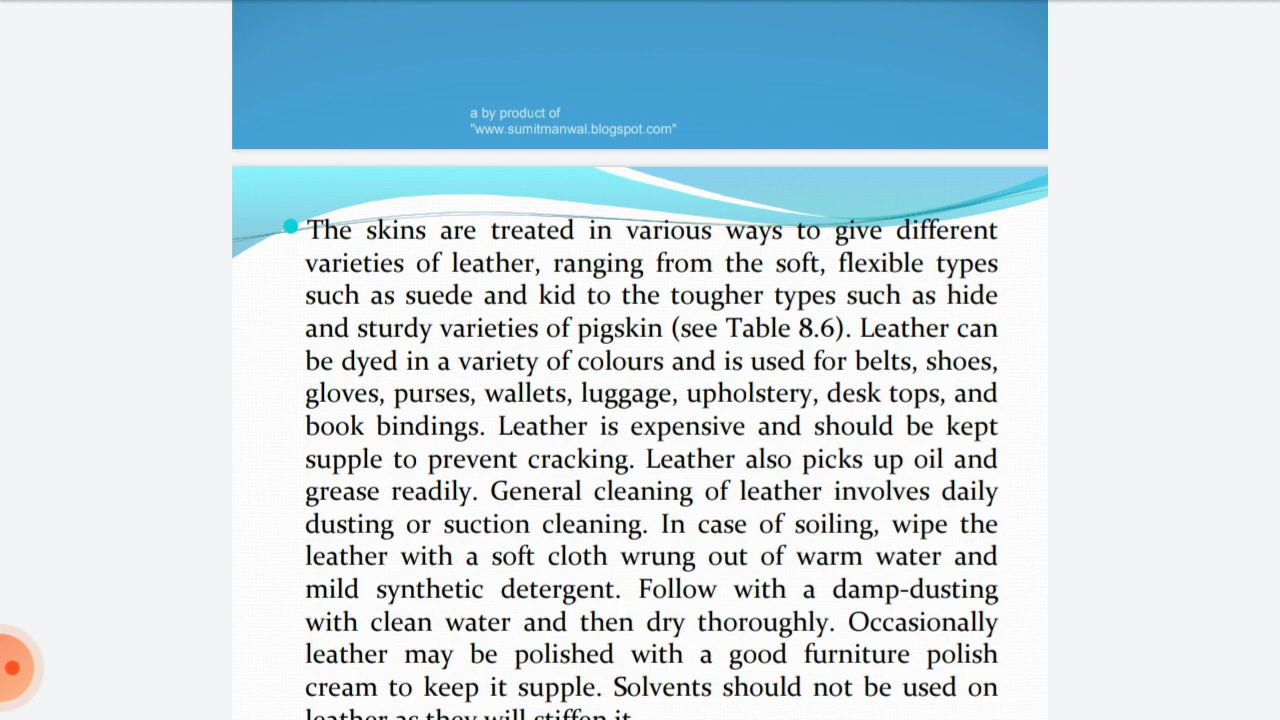 a by product of
"www.sumitmanwal.blogspot.com"
The skins are treated in various ways to give different
varieties of leather, ranging from the soft, flexible types
such as suede and kid to the tougher types such as hide
and sturdy varieties of pigskin (see Table 8.6). Leather can
be dyed in a variety of colours and is used for belts, shoes,
gloves, purses, wallets, luggage, upholstery, desk tops, and
book bindings. Leather is expensive and should be kept
supple to prevent cracking. Leather also picks up oil and
grease readily. General cleaning of leather involves daily
dusting or suction cleaning. In case of soiling, wipe the
leather with a soft cloth wrung out of warm water and
mild synthetic detergent. Follow with a damp-dusting
with clean water and then dry thoroughly. Occasionally
leather may be polished with a good furniture polish
cream to keep it supple. Solvents should not be used on
leather as they will stiffen it.